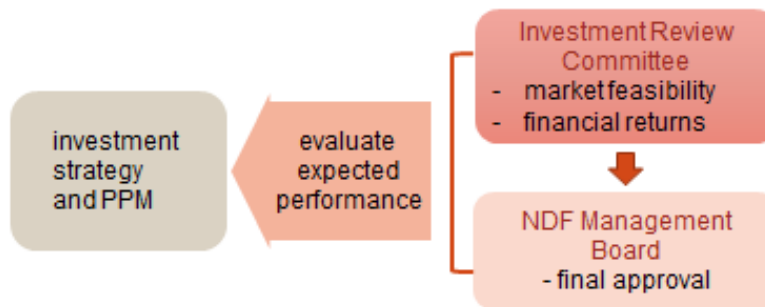 investment
strategy
and PPM
evaluate
expected
performance
Investment Review
Committee
- market feasibility
- financial returns
NDF Management
Board
- final approval